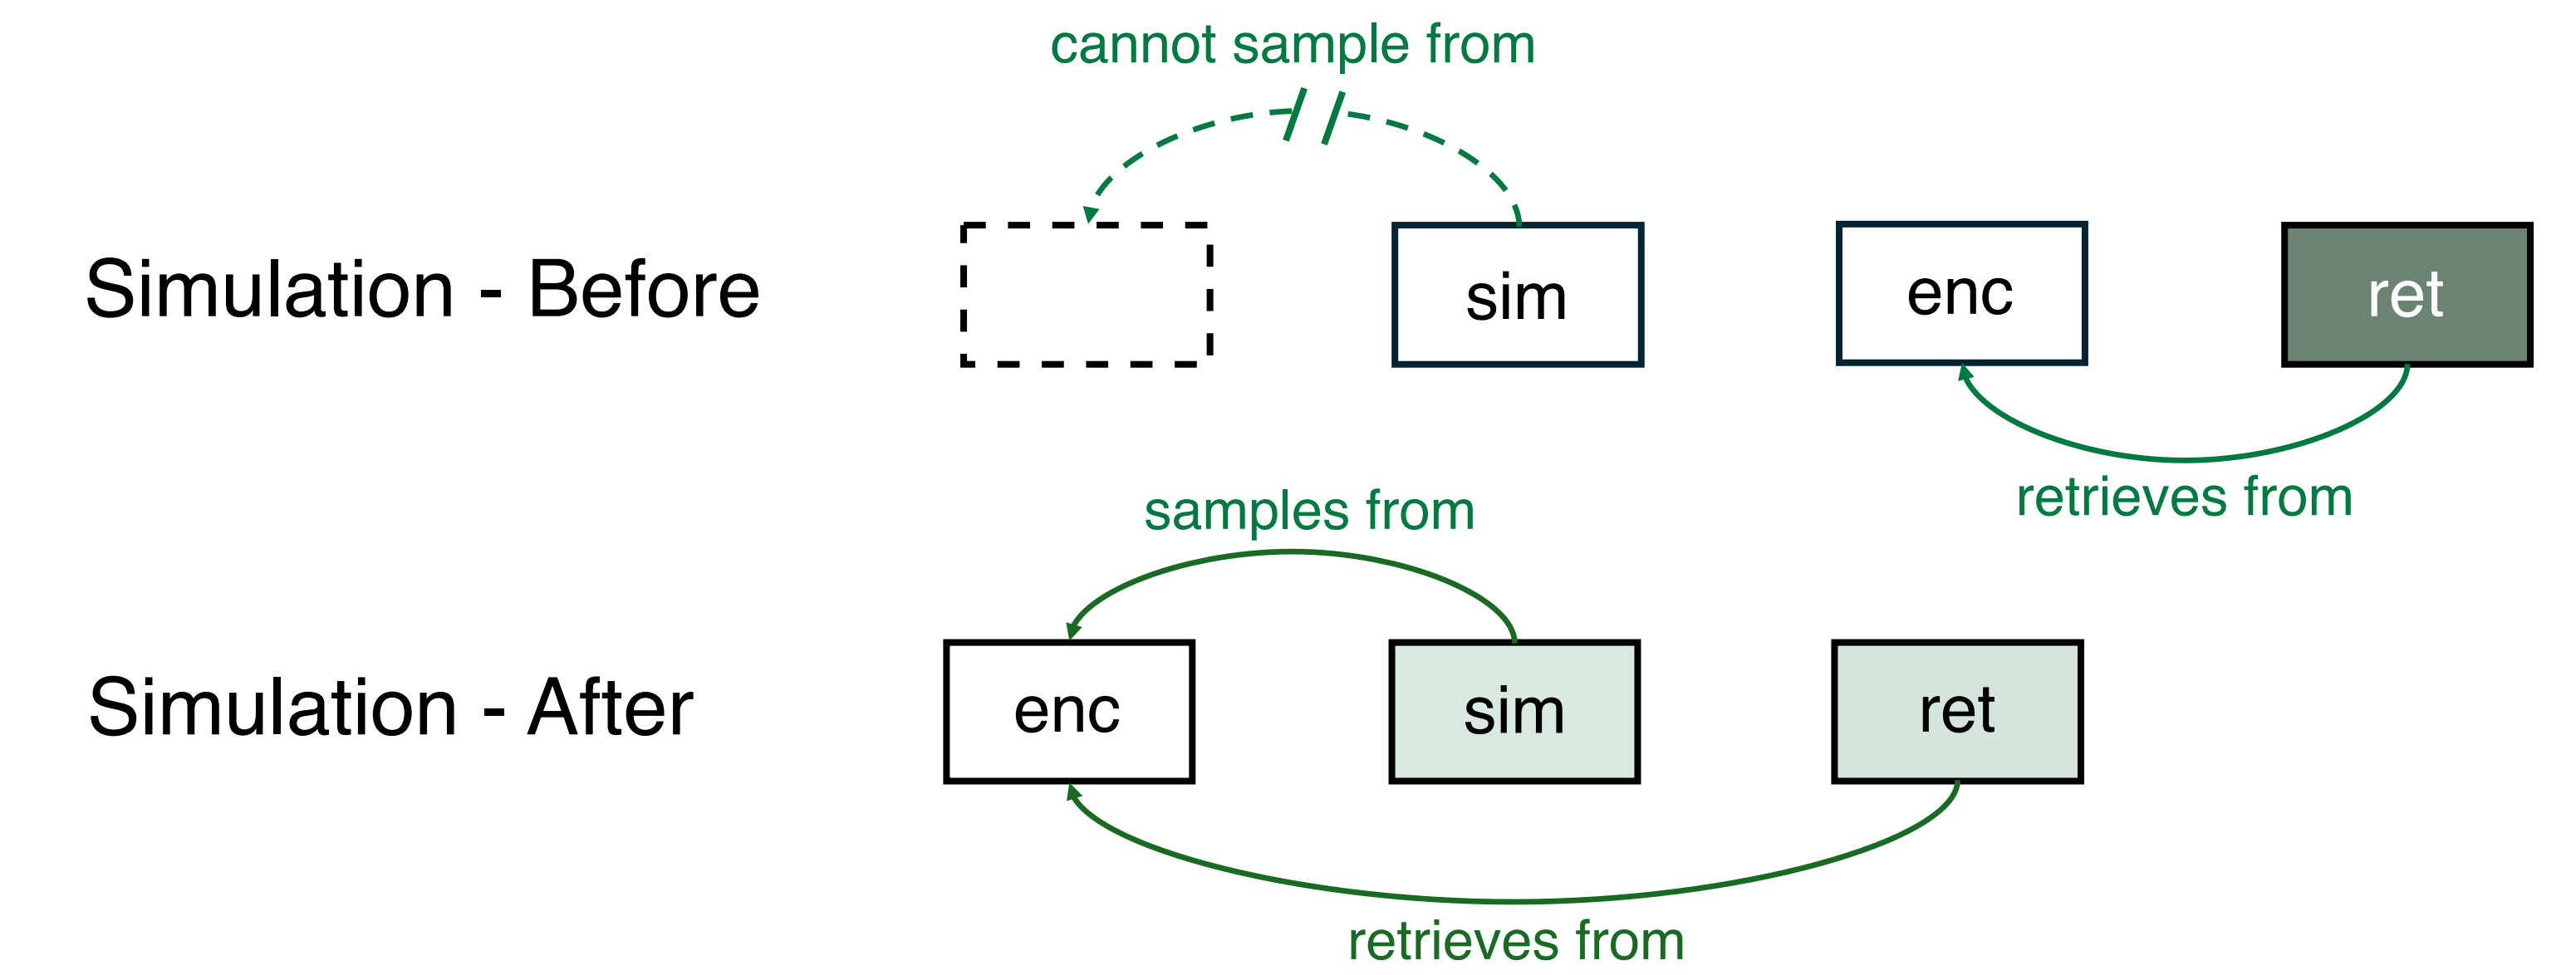 cannot sample from
Simulation - Before
sim
enc
ret
retrieves from
samples from
Simulation - After
enc
sim
ret
retrieves from